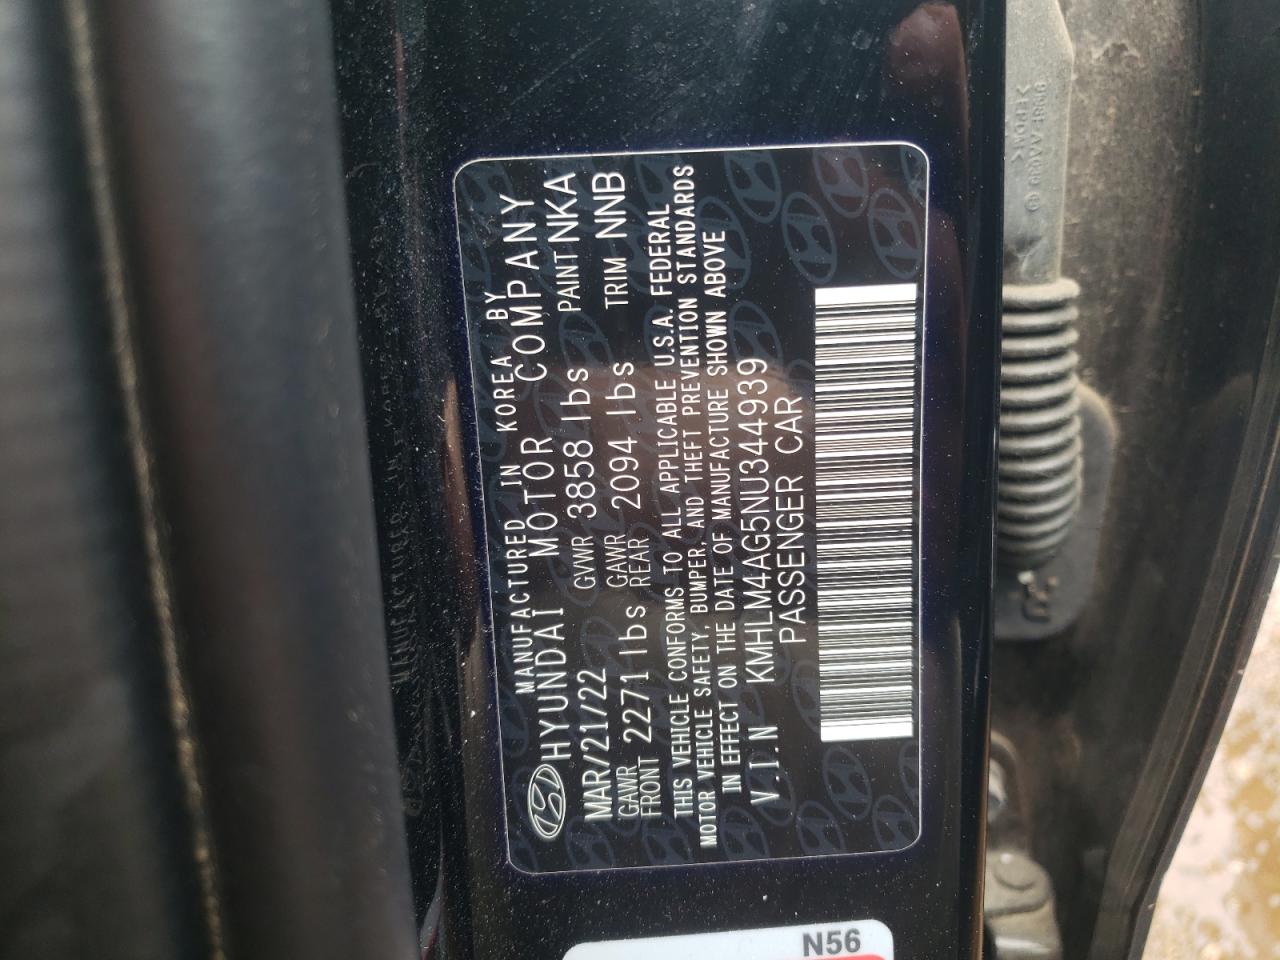 MANUFACTURED IN KOREA BY
HYUNDAI MOTOR COMPANY
MAR/21/22 GVWR 3858 lbs PAINT NKA
GAWR FRONT 2271 lbs GAWR REAR 2094 lbs TRIM NNB
THIS VEHICLE CONFORMS TO ALL APPLICABLE U.S.A. FEDERAL
MOTOR VEHICLE SAFETY, BUMPER, AND THEFT PREVENTION STANDARDS
IN EFFECT ON THE DATE OF MANUFACTURE SHOWN ABOVE
V.I.N KMHLM4AG5NU344939
PASSENGER CAR
N56